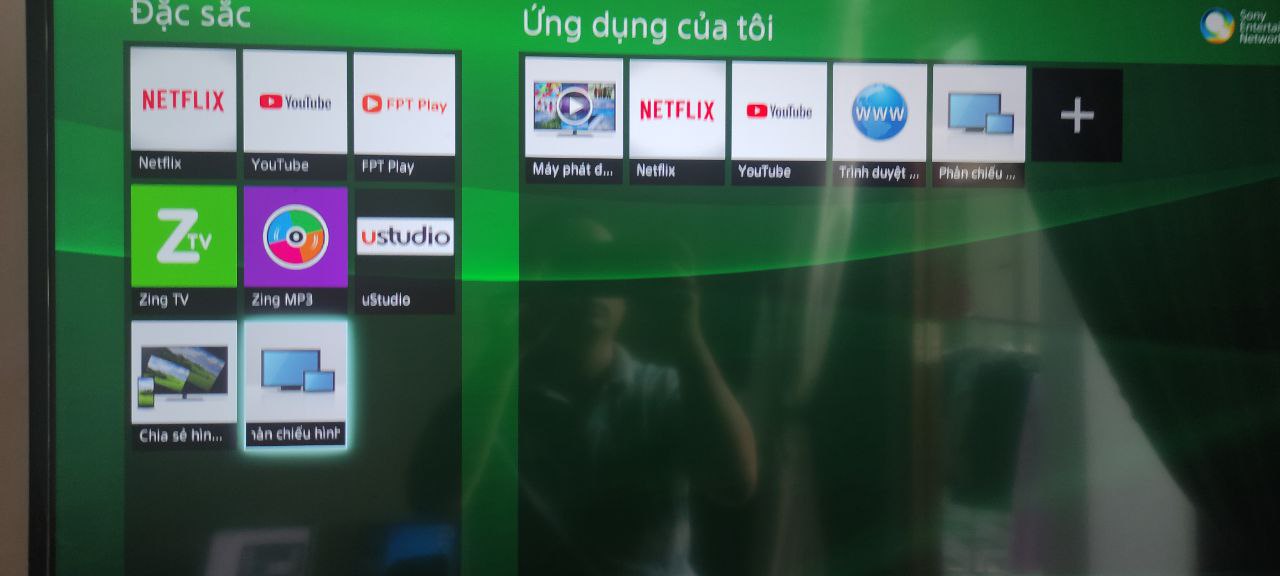 Đặc sắc
Ứng dụng của tôi
Sony
Network
NETFLIX
YouTube
FPT Play
Netflix
YouTube
FPT Play
NETFLIX
YouTube
WWW
+
Máy phát đ...
Netflix
YouTube
Trình duyệt ...
Phản chiếu ...
Z TV
ustudio
Zing TV
Zing MP3
uStudio
Chia sẻ hìn...
chiếu hình